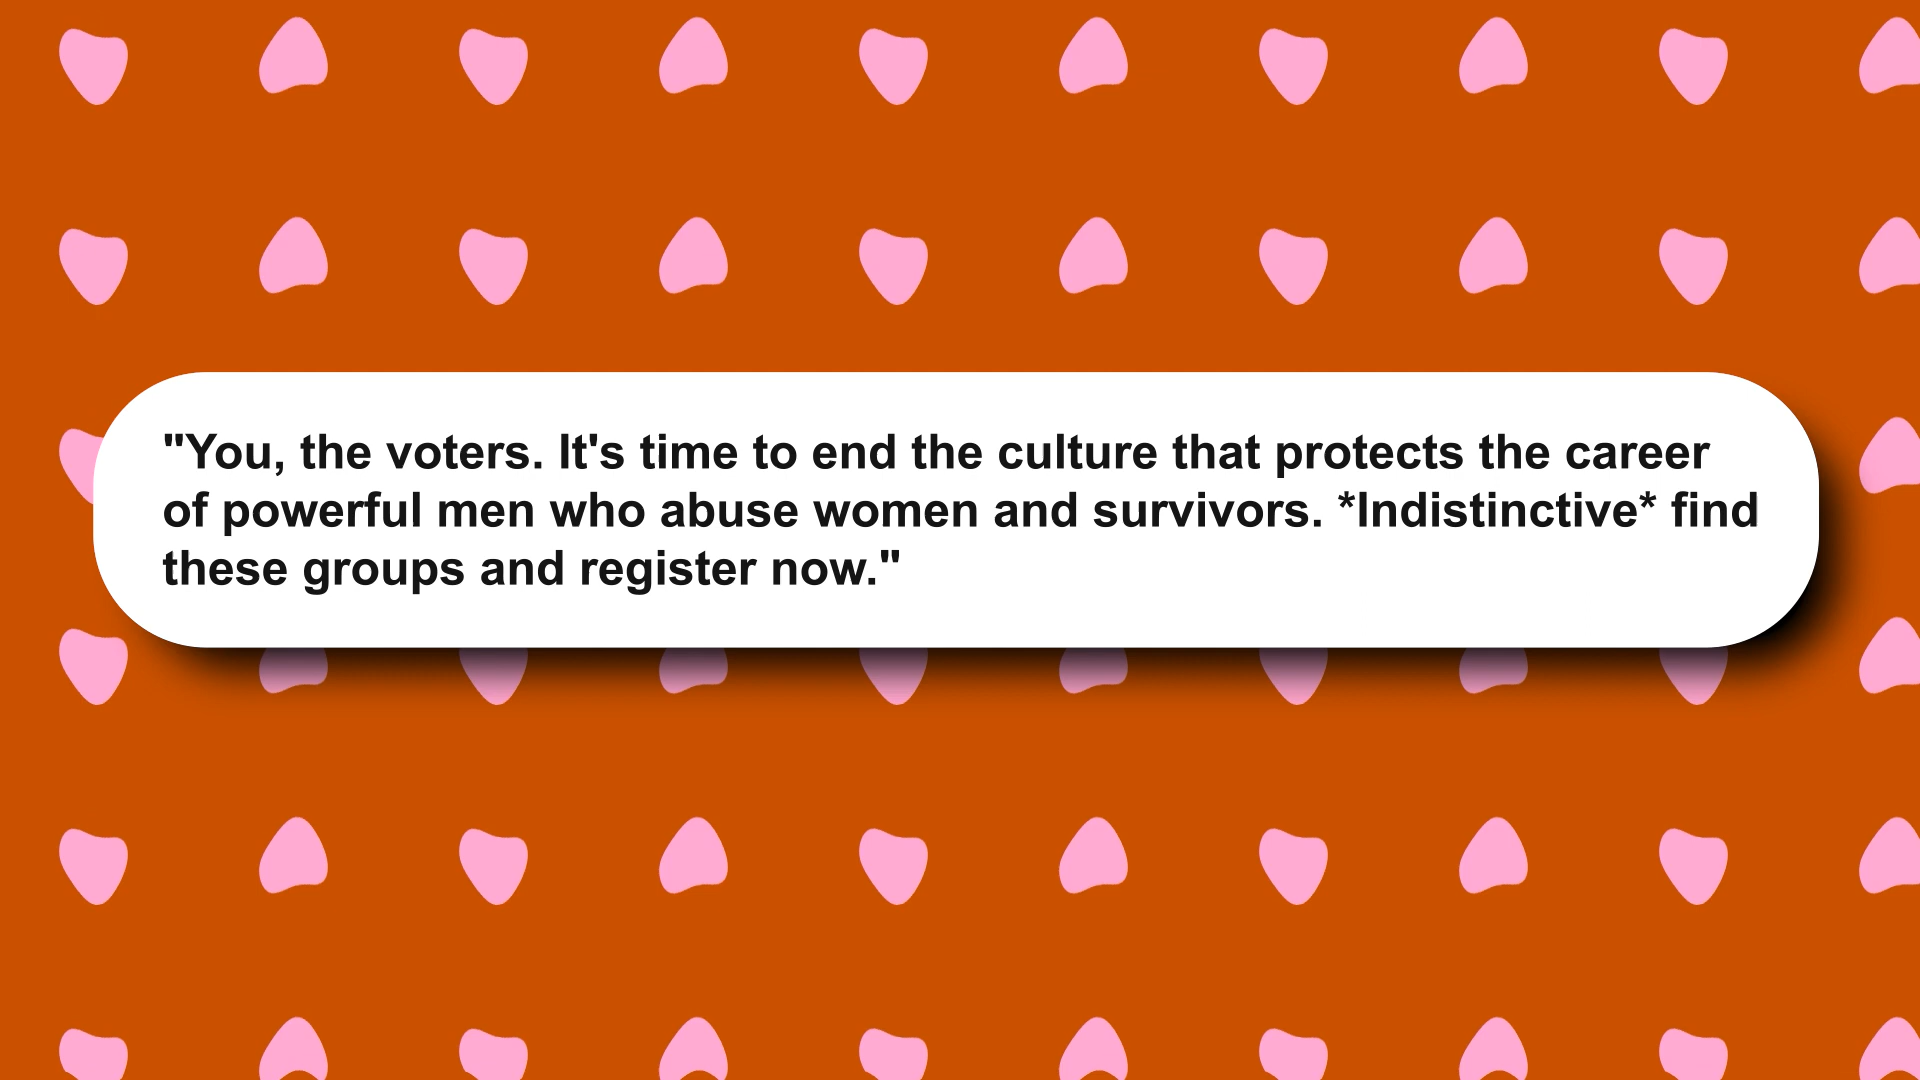 "You, the voters. It's time to end the culture that protects the career
of powerful men who abuse women and survivors. *Indistinctive* find
these groups and register now."